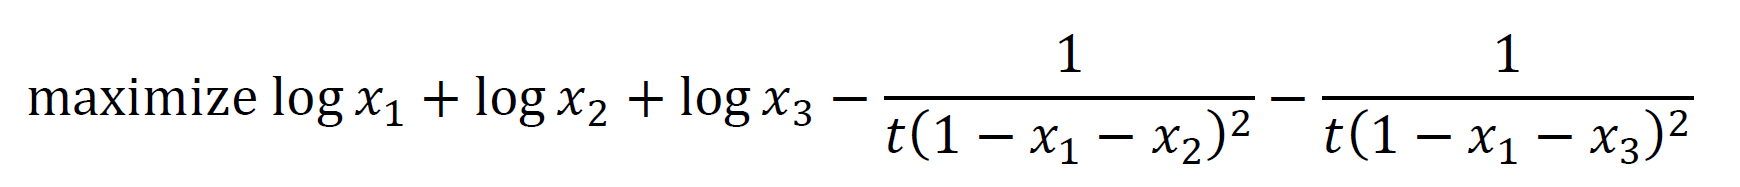 maximize log x₁ + log x₂ + log x₃ − 1/(t(1 − x₁ − x₂)²) − 1/(t(1 − x₁ − x₃)²)